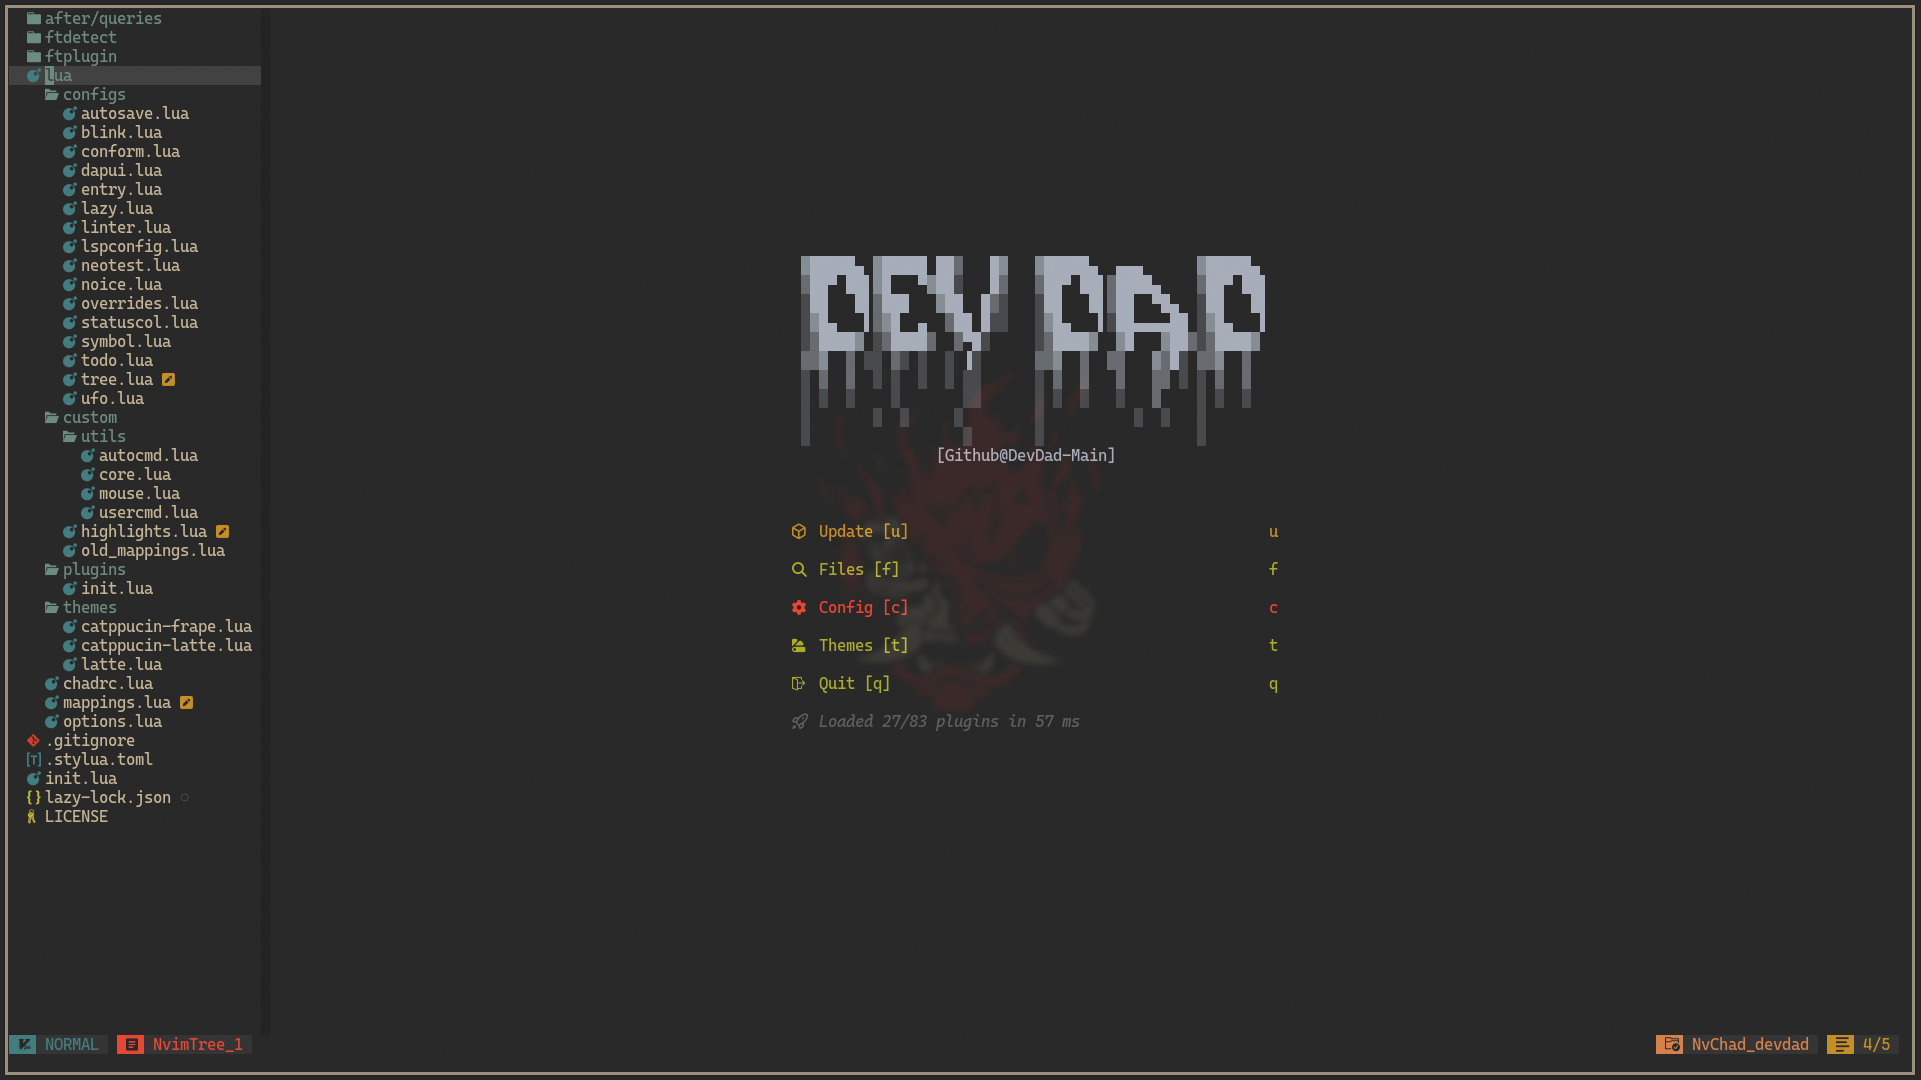 after/queries
ftdetect
ftplugin
lua
configs
autosave.lua
blink.lua
conform.lua
dapui.lua
entry.lua
lazy.lua
linter.lua
lspconfig.lua
neotest.lua
noice.lua
overrides.lua
statuscol.lua
symbol.lua
todo.lua
tree.lua
ufo.lua
custom
utils
autocmd.lua
core.lua
mouse.lua
usercmd.lua
highlights.lua
old_mappings.lua
plugins
init.lua
themes
catppucin-frape.lua
catppucin-latte.lua
latte.lua
chadrc.lua
mappings.lua
options.lua
.gitignore
[T] .stylua.toml
init.lua
{} lazy-lock.json
LICENSE
DEV DAD
[Github@DevDad-Main]
Update [u] u
Files [f] f
Config [c] c
Themes [t] t
Quit [q] q
Loaded 27/83 plugins in 57 ms
NORMAL NvimTree_1 NvChad_devdad 4/5